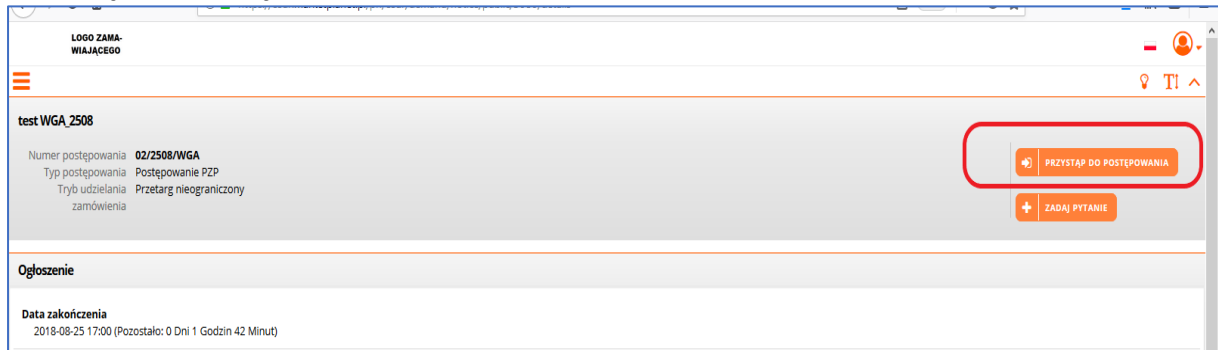 LOGO ZAMA-
WIAJĄCEGO
T
test WGA_2508
Numer postępowania 02/2508/WGA
Typ postępowania Postępowanie PZP
Tryb udzielania Przetarg nieograniczony
zamówienia
PRZYSTĄP DO POSTĘPOWANIA
ZADAJ PYTANIE
Ogłoszenie
Data zakończenia
2018-08-25 17:00 (Pozostało: 0 Dni 1 Godzin 42 Minut)